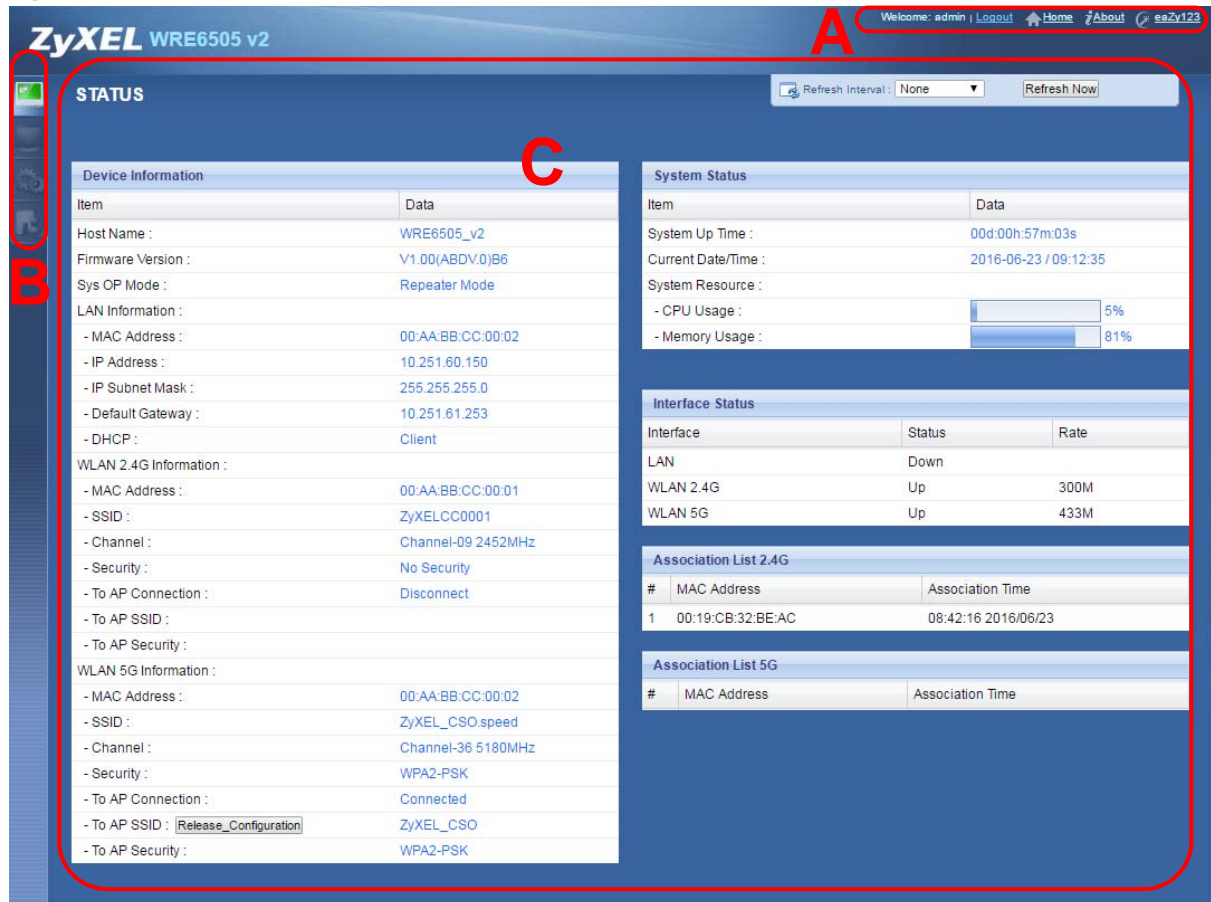 ZyXEL WRE6505 v2
Welcome: admin | Logout Home About eaZy123
A
B
C
STATUS
Refresh Interval : None Refresh Now
Device Information
Item Data
Host Name : WRE6505_v2
Firmware Version : V1.00(ABDV.0)B6
Sys OP Mode : Repeater Mode
LAN Information :
- MAC Address : 00:AA:BB:CC:00:02
- IP Address : 10.251.60.150
- IP Subnet Mask : 255.255.255.0
- Default Gateway : 10.251.61.253
- DHCP : Client
WLAN 2.4G Information :
- MAC Address : 00:AA:BB:CC:00:01
- SSID : ZyXELCC0001
- Channel : Channel-09 2452MHz
- Security : No Security
- To AP Connection : Disconnect
- To AP SSID :
- To AP Security :
WLAN 5G Information :
- MAC Address : 00:AA:BB:CC:00:02
- SSID : ZyXEL_CSO.speed
- Channel : Channel-36 5180MHz
- Security : WPA2-PSK
- To AP Connection : Connected
- To AP SSID : Release_Configuration ZyXEL_CSO
- To AP Security : WPA2-PSK
System Status
Item Data
System Up Time : 00d:00h:57m:03s
Current Date/Time : 2016-06-23 / 09:12:35
System Resource :
- CPU Usage : 5%
- Memory Usage : 81%
Interface Status
Interface Status Rate
LAN Down
WLAN 2.4G Up 300M
WLAN 5G Up 433M
Association List 2.4G
# MAC Address Association Time
1 00:19:CB:32:BE:AC 08:42:16 2016/06/23
Association List 5G
# MAC Address Association Time